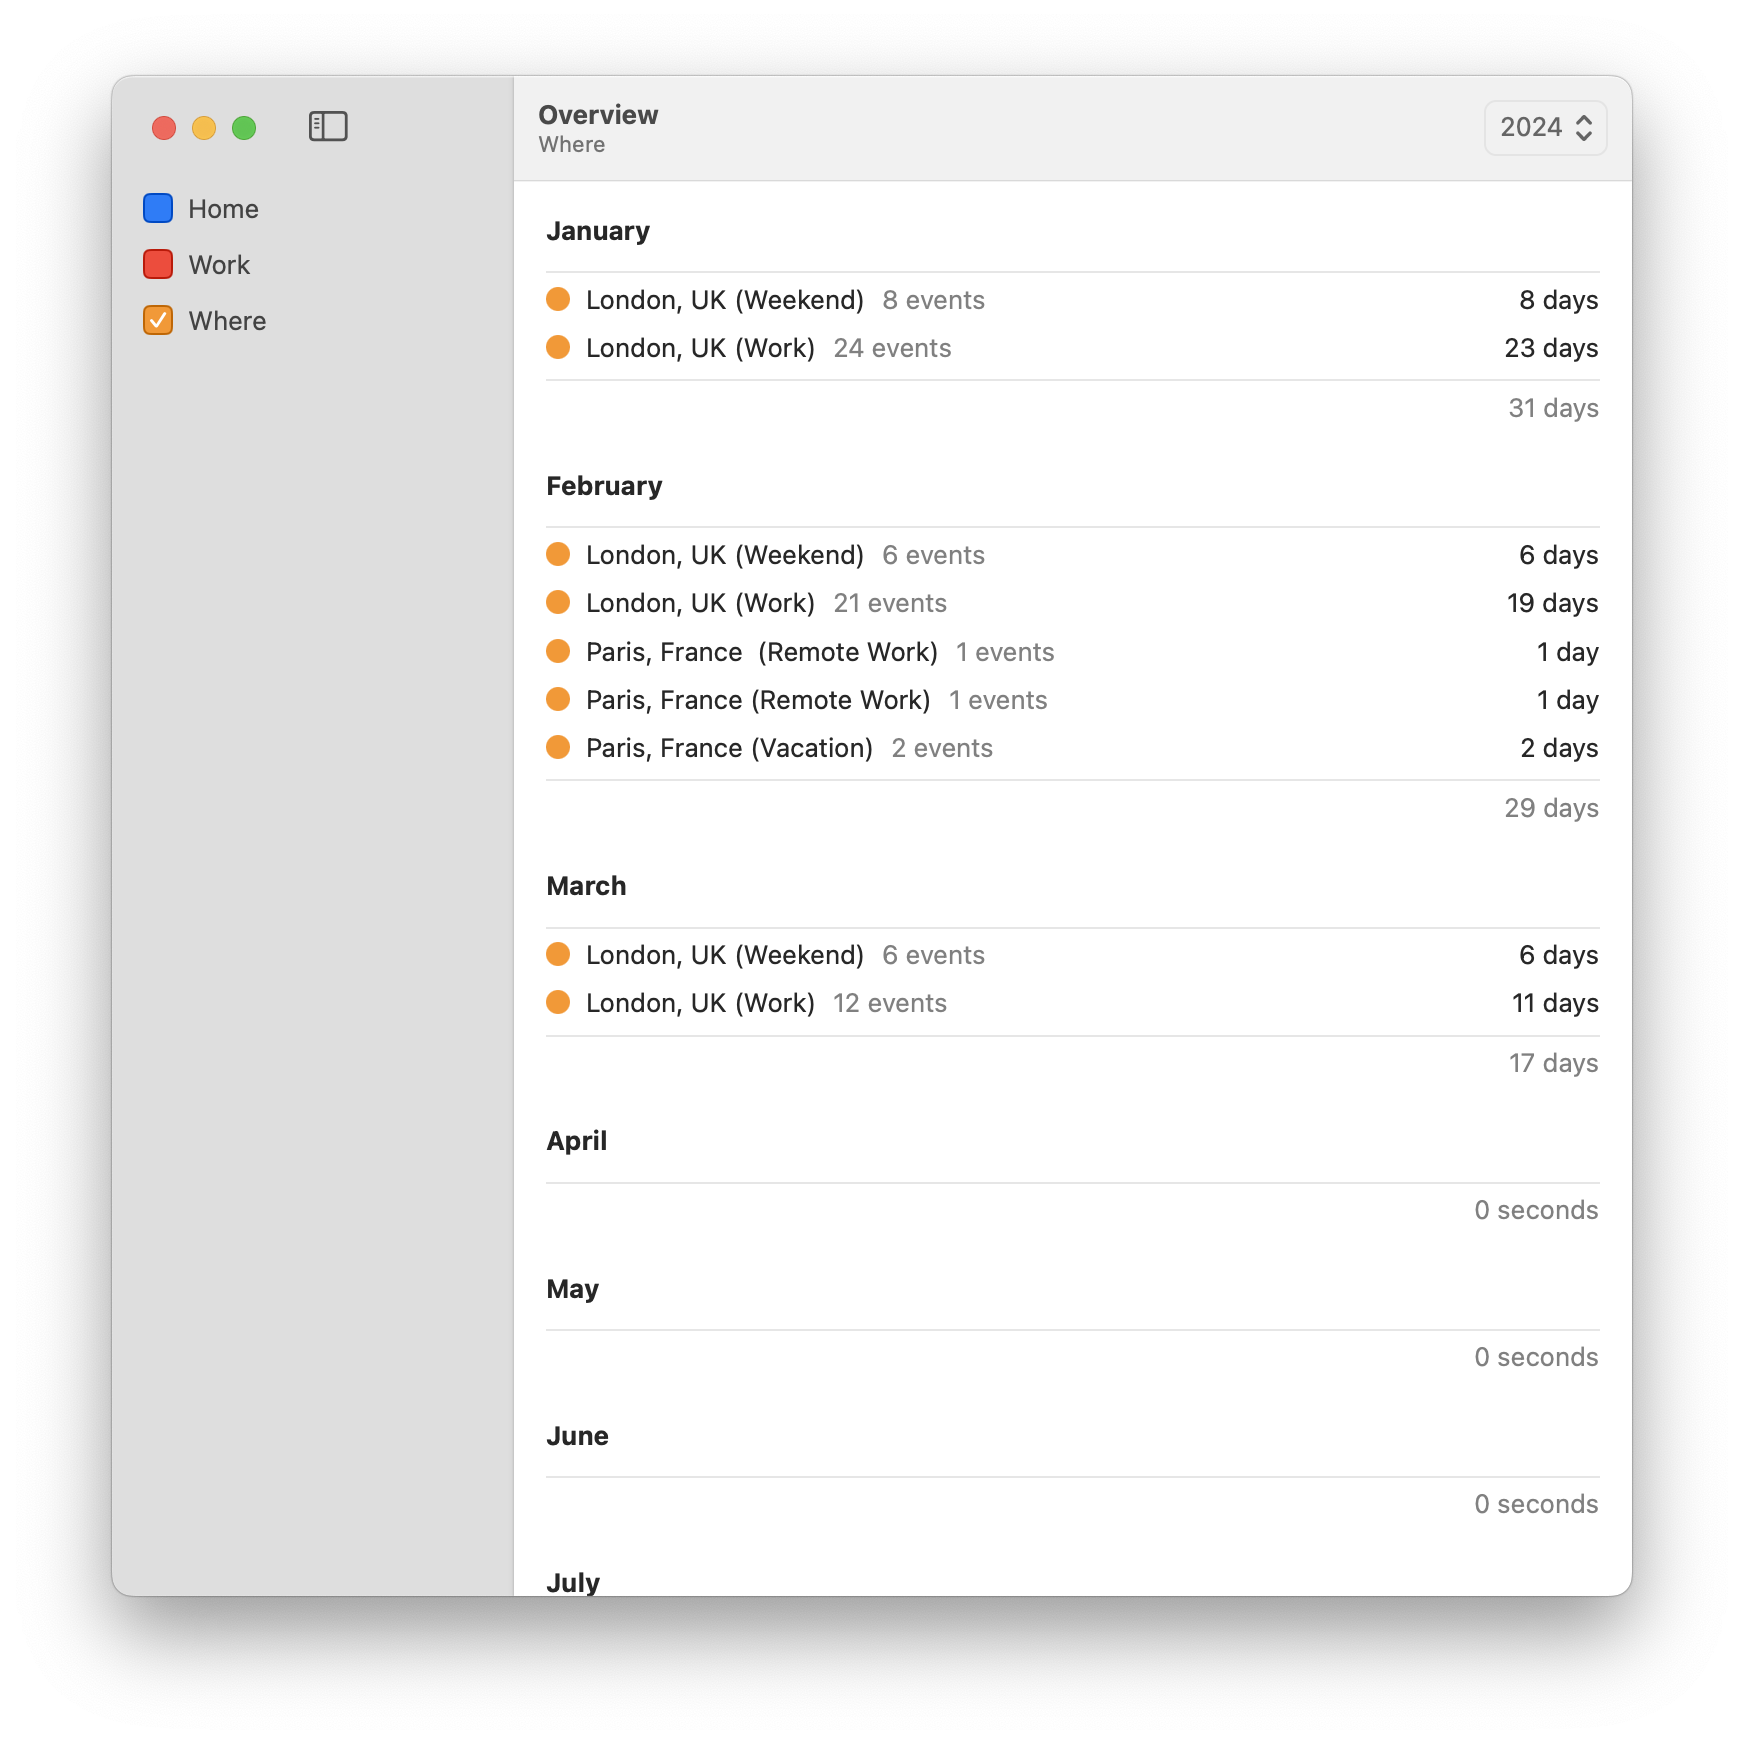 Home
Work
Where
Overview
Where
2024
January
London, UK (Weekend) 8 events 8 days
London, UK (Work) 24 events 23 days
31 days
February
London, UK (Weekend) 6 events 6 days
London, UK (Work) 21 events 19 days
Paris, France  (Remote Work) 1 events 1 day
Paris, France (Remote Work) 1 events 1 day
Paris, France (Vacation) 2 events 2 days
29 days
March
London, UK (Weekend) 6 events 6 days
London, UK (Work) 12 events 11 days
17 days
April
0 seconds
May
0 seconds
June
0 seconds
July